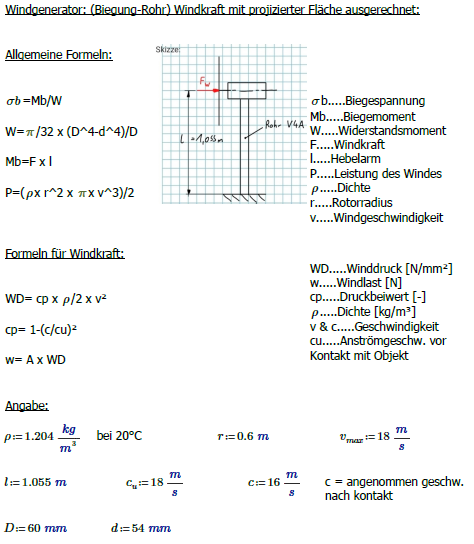 Windgenerator: (Biegung-Rohr) Windkraft mit projizierter Fläche ausgerechnet:
Allgemeine Formeln:
σb=Mb/W
W=π/32 x (D^4-d^4)/D
Mb=F x l
P=(ρx r^2 x π x v^3)/2
Skizze:
F_W
l = 1,055m
Rohr V4A
σb.....Biegespannung
Mb.....Biegemoment
W.....Widerstandsmoment
F.....Windkraft
l.....Hebelarm
P.....Leistung des Windes
ρ.....Dichte
r.....Rotorradius
v.....Windgeschwindigkeit
Formeln für Windkraft:
WD= cp x ρ/2 x v²
cp= 1-(c/cu)²
w= A x WD
WD.....Winddruck [N/mm²]
w.....Windlast [N]
cp.....Druckbeiwert [-]
ρ.....Dichte [kg/m³]
v & c.....Geschwindigkeit
cu.....Anströmgeschw. vor
Kontakt mit Objekt
Angabe:
ρ:=1.204 kg/m³ bei 20°C r:=0.6 m v_max:=18 m/s
l:=1.055 m c_u:=18 m/s c:=16 m/s c = angenommen geschw.
nach kontakt
D:=60 mm d:=54 mm